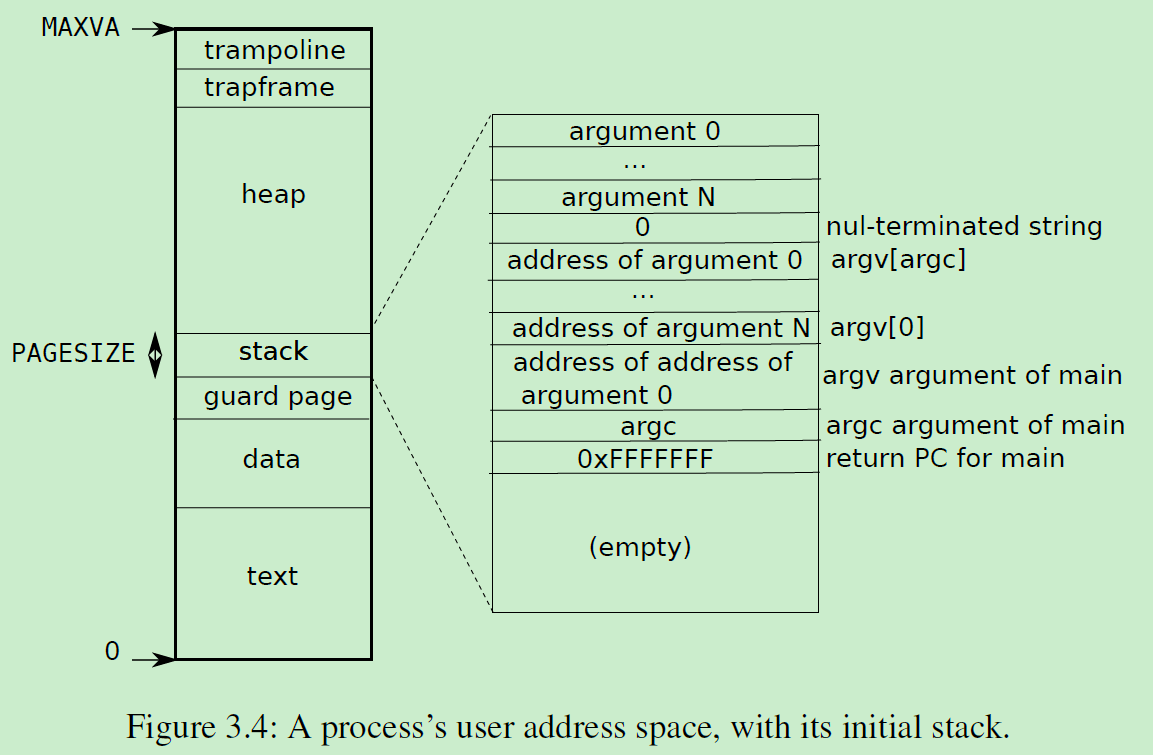 MAXVA
trampoline
trapframe
heap
PAGESIZE
stack
guard page
data
text
0
argument 0
...
argument N
0
nul-terminated string
address of argument 0
argv[argc]
...
address of argument N
argv[0]
address of address of
argument 0
argv argument of main
argc
argc argument of main
0xFFFFFFF
return PC for main
(empty)
Figure 3.4: A process’s user address space, with its initial stack.